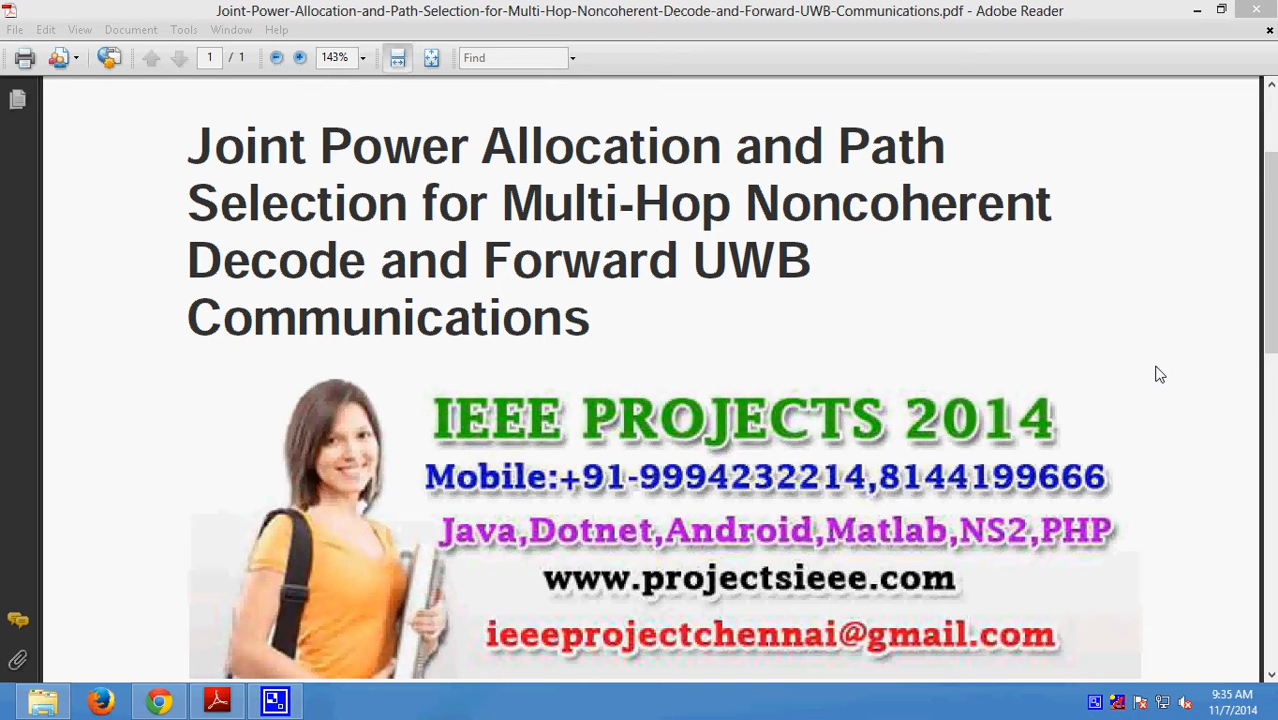 Joint-Power-Allocation-and-Path-Selection-for-Multi-Hop-Noncoherent-Decode-and-Forward-UWB-Communications.pdf - Adobe Reader
File Edit View Document Tools Window Help
1 / 1 143% Find
Joint Power Allocation and Path
Selection for Multi-Hop Noncoherent
Decode and Forward UWB
Communications
IEEE PROJECTS 2014
Mobile:+91-9994232214,8144199666
Java,Dotnet,Android,Matlab,NS2,PHP
www.projectsieee.com
ieeeprojectchennai@gmail.com
9:35 AM
11/7/2014